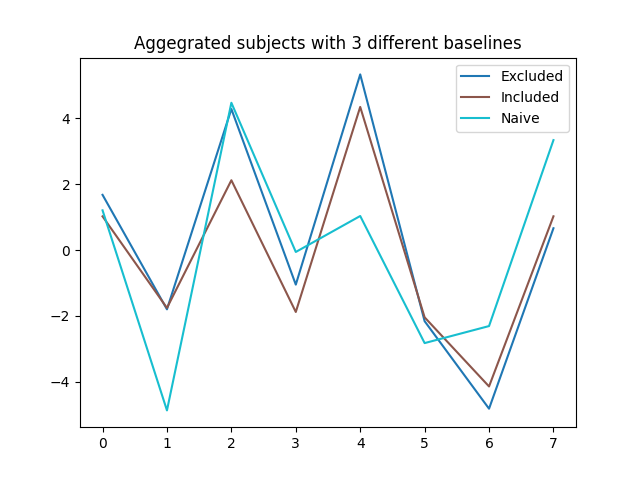 Aggegrated subjects with 3 different baselines
Excluded
Included
Naive
4
2
0
−2
−4
0 1 2 3 4 5 6 7